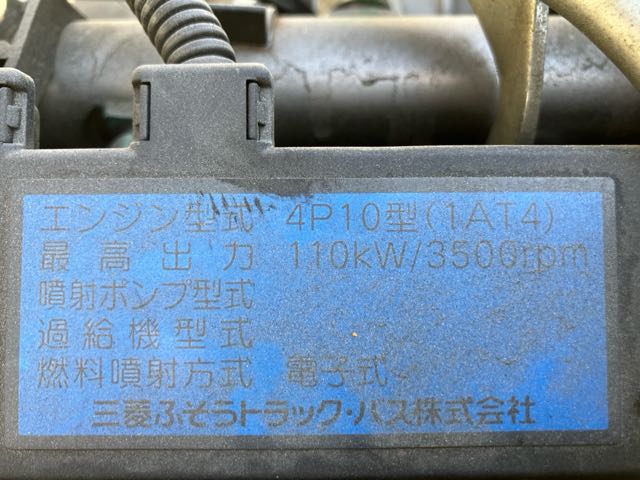 エンジン型式 4P10型(1AT4)
最高出力 110kW/3500rpm
噴射ポンプ型式
過給機型式
燃料噴射方式 電子式
三菱ふそうトラック・バス株式会社